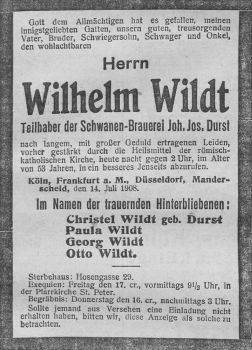 Gott dem Allmächtigen hat es gefallen, meinen
innigstgeliebten Gatten, unsern guten, treusorgenden
Vater, Bruder, Schwiegersohn, Schwager und Onkel,
den wohlachtbaren
Herrn
Wilhelm Wildt
Teilhaber der Schwanen-Brauerei Joh. Jos. Durst
nach langem, mit großer Geduld ertragenen Leiden,
vorher gestärkt durch die Heilsmittel der römisch-
katholischen Kirche, heute nacht gegen 2 Uhr, im Alter
von 53 Jahren, in ein besseres Jenseits abzurufen.
Köln, Frankfurt a. M., Düsseldorf, Mander-
scheid, den 14. Juli 1908.
Im Namen der trauernden Hinterbliebenen:
Christel Wildt geb. Durst
Paula Wildt
Georg Wildt
Otto Wildt.
Sterbehaus: Hosengasse 29.
Exequien: Freitag den 17. cr., vormittags 9½ Uhr, in
der Pfarrkirche St. Peter.
Begräbnis: Donnerstag den 16. cr., nachmittags 3 Uhr.
Sollte jemand aus Versehen eine Einladung nicht
erhalten haben, bitten wir, diese Anzeige als solche zu
betrachten.